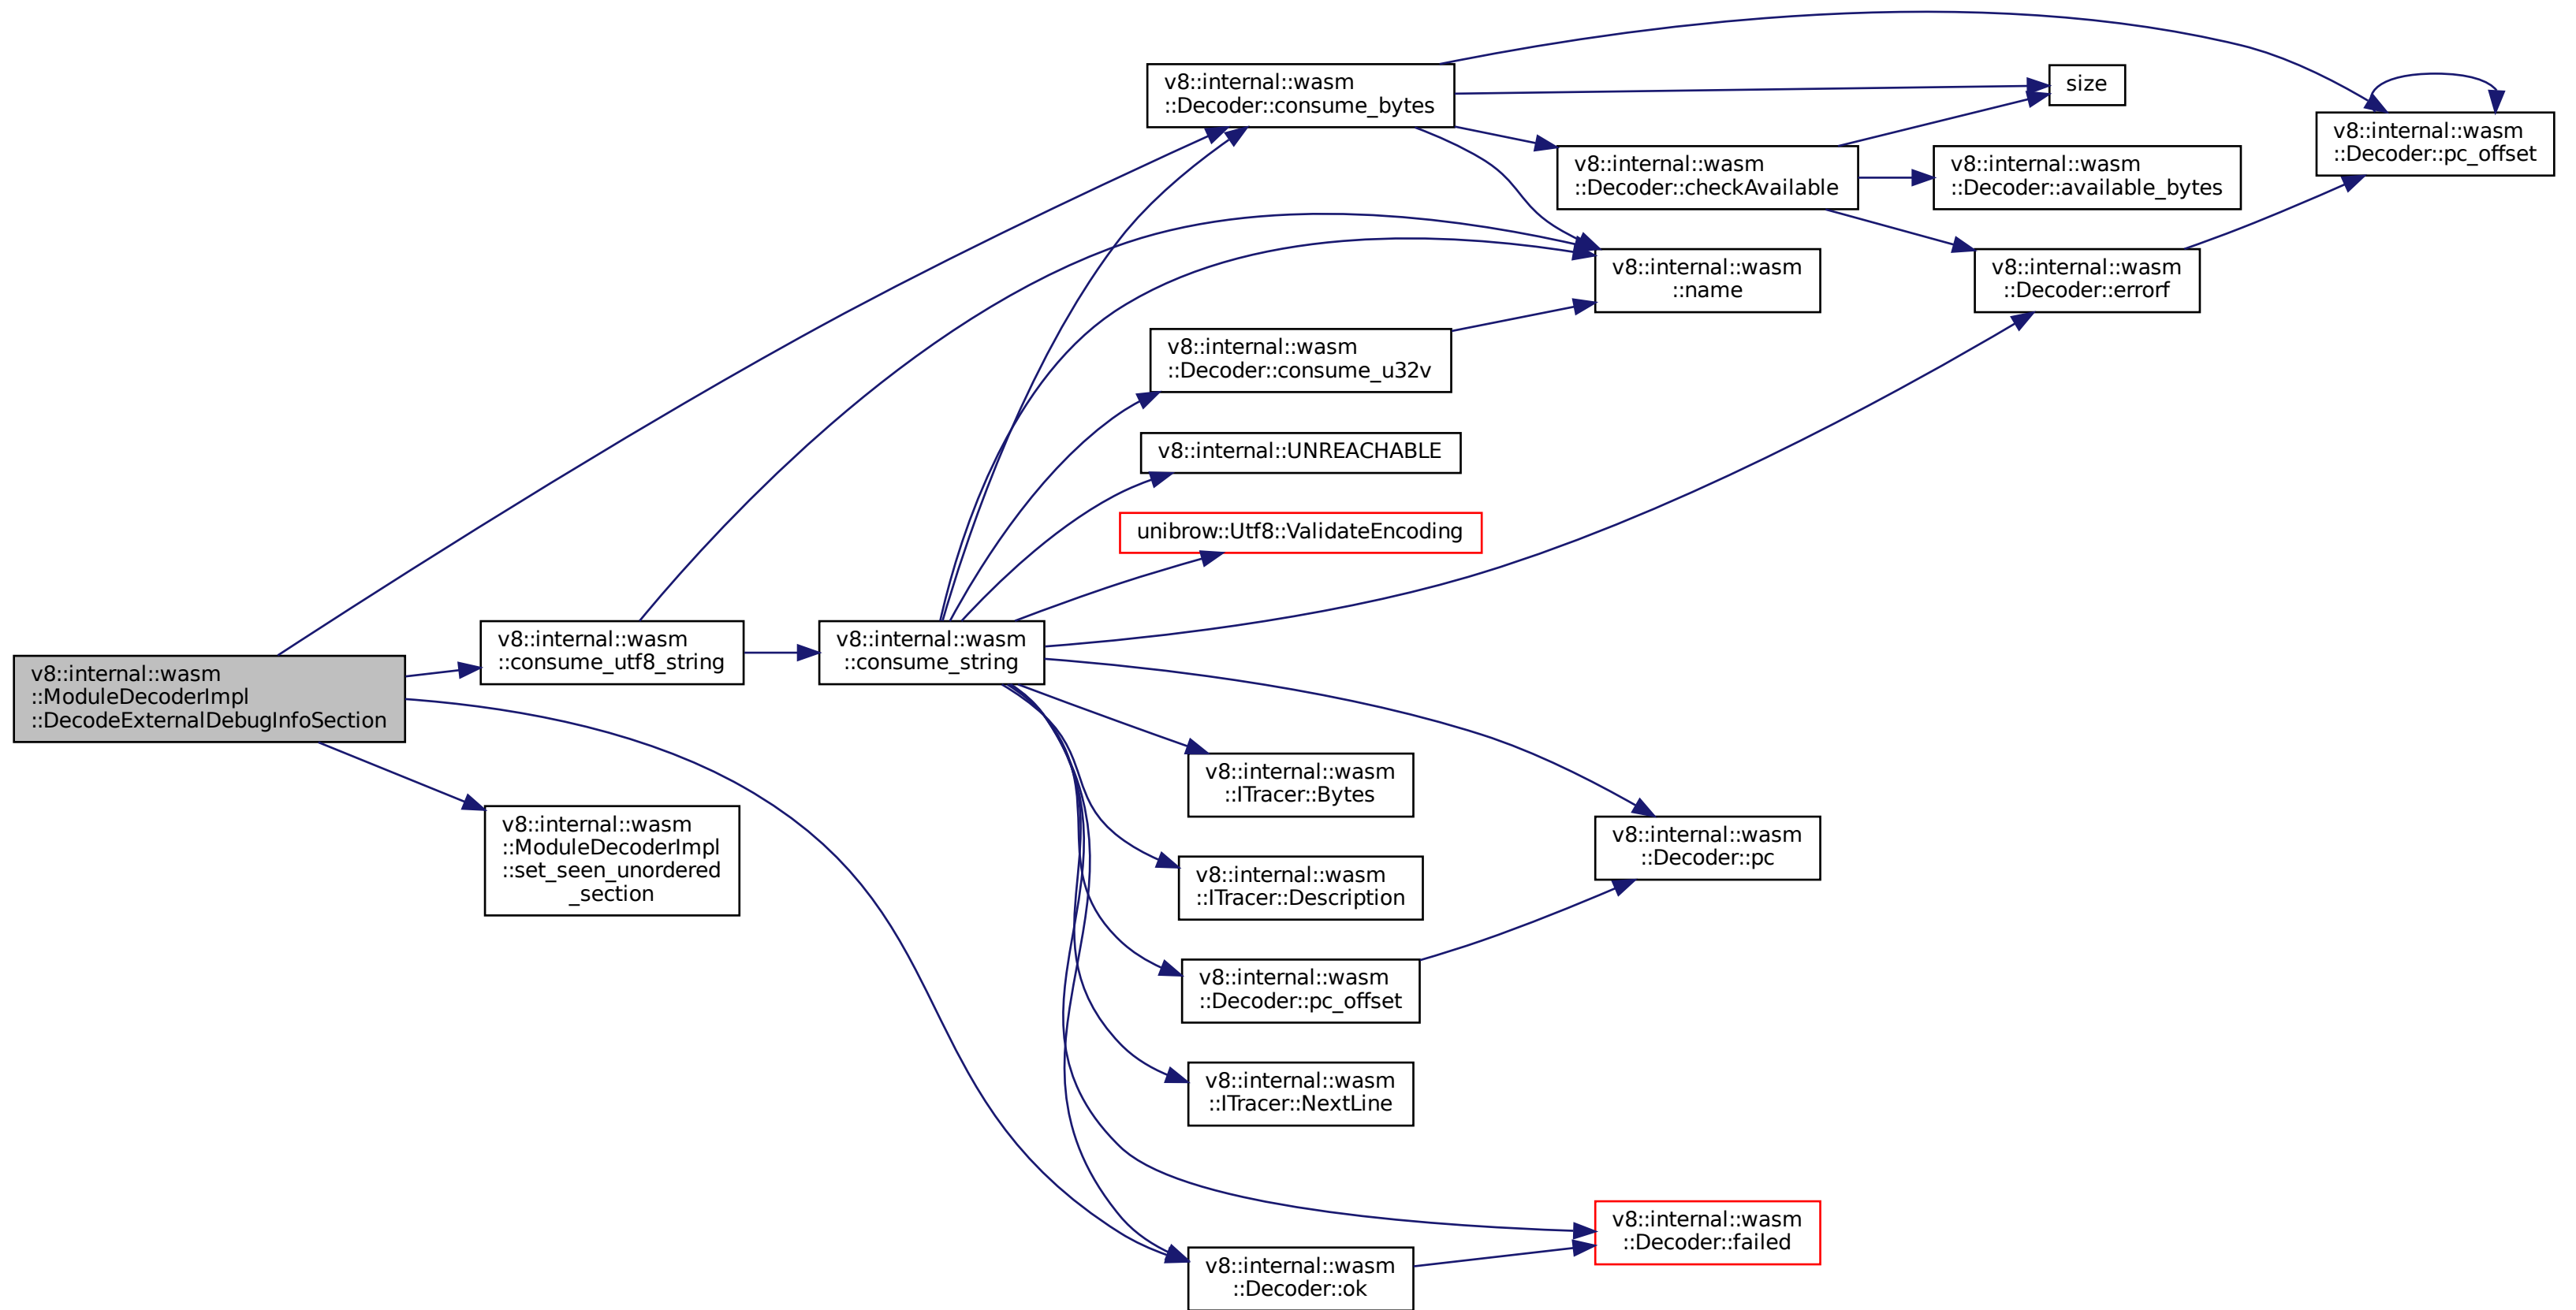 v8::internal::wasm
::ModuleDecoderImpl
::DecodeExternalDebugInfoSection
v8::internal::wasm
::consume_utf8_string
v8::internal::wasm
::ModuleDecoderImpl
::set_seen_unordered
_section
v8::internal::wasm
::consume_string
v8::internal::wasm
::Decoder::consume_bytes
v8::internal::wasm
::Decoder::consume_u32v
v8::internal::UNREACHABLE
unibrow::Utf8::ValidateEncoding
v8::internal::wasm
::ITracer::Bytes
v8::internal::wasm
::ITracer::Description
v8::internal::wasm
::Decoder::pc_offset
v8::internal::wasm
::ITracer::NextLine
v8::internal::wasm
::Decoder::ok
v8::internal::wasm
::Decoder::checkAvailable
v8::internal::wasm
::name
v8::internal::wasm
::Decoder::pc
v8::internal::wasm
::Decoder::failed
size
v8::internal::wasm
::Decoder::available_bytes
v8::internal::wasm
::Decoder::errorf
v8::internal::wasm
::Decoder::pc_offset